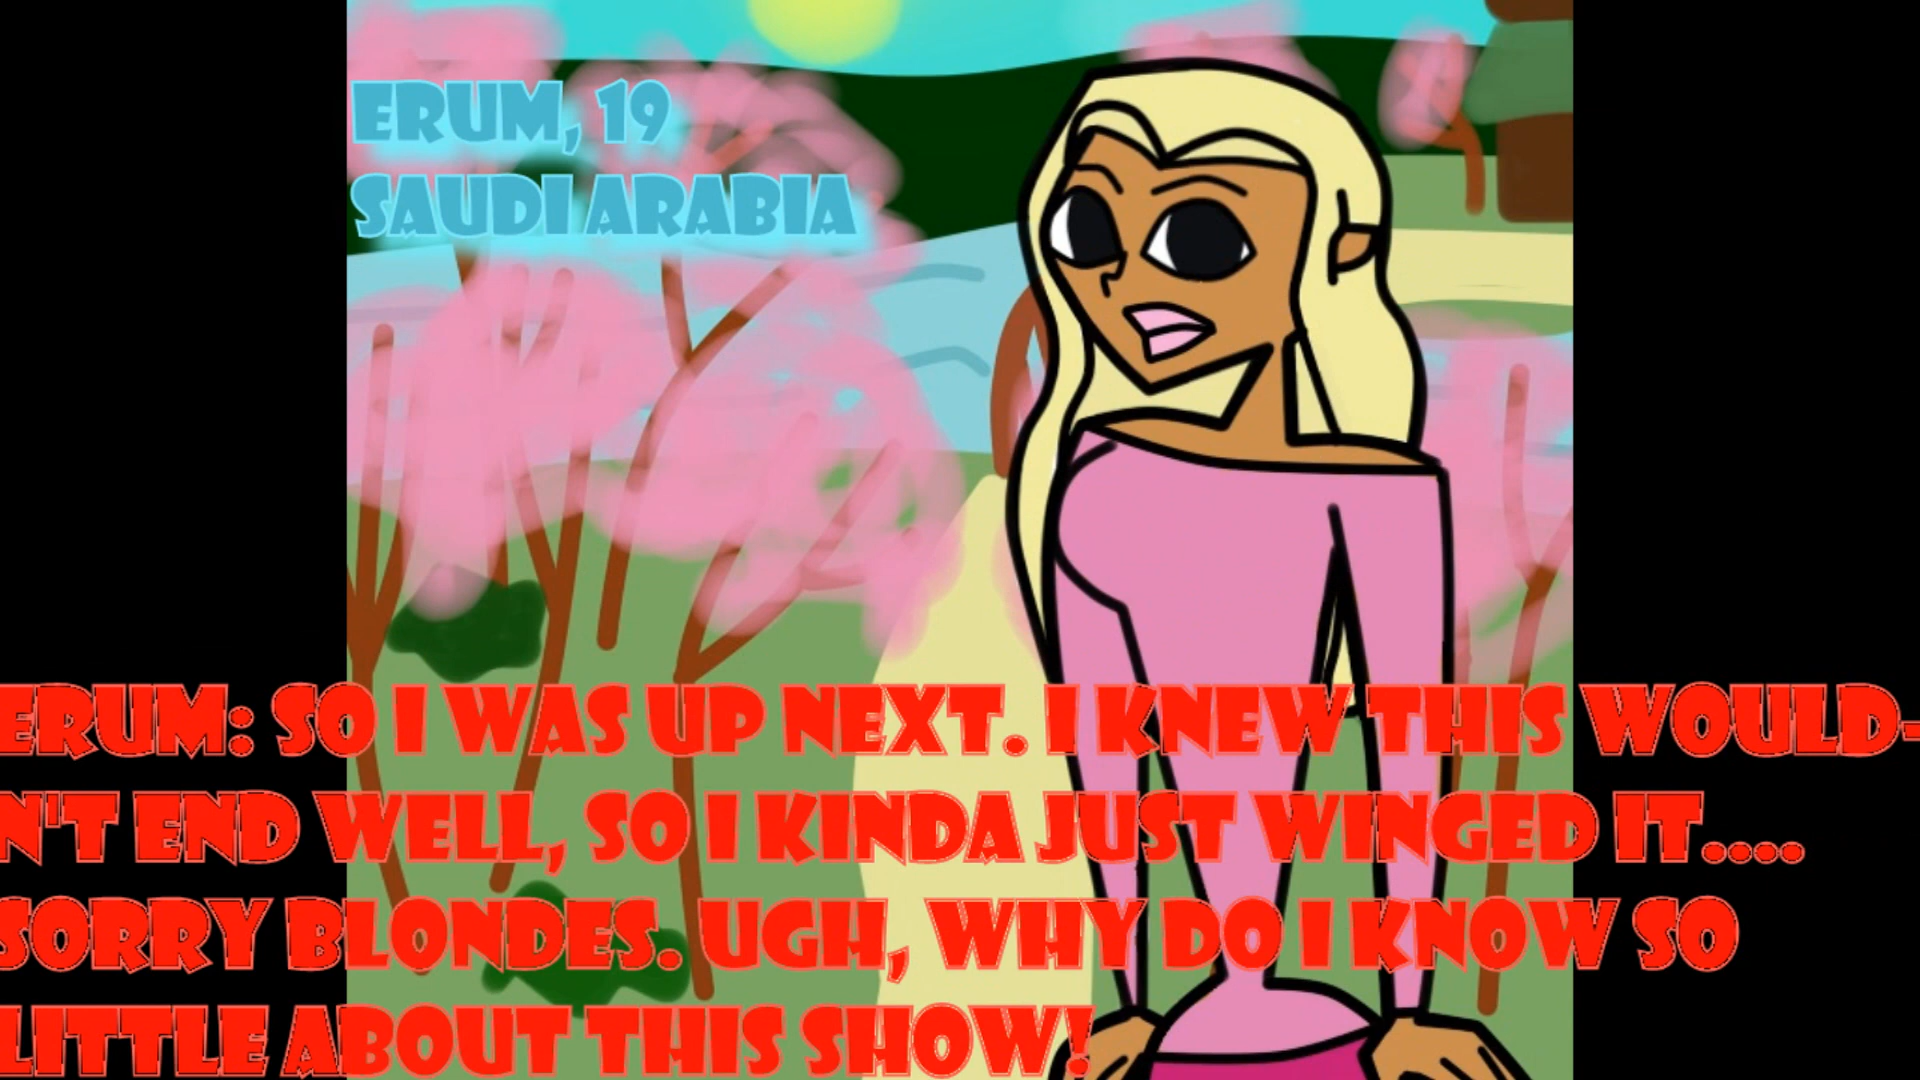 ERUM, 19
SAUDI ARABIA
ERUM: SO I WAS UP NEXT. I KNEW THIS WOULD-
N'T END WELL, SO I KINDA JUST WINGED IT....
SORRY BLONDES. UGH, WHY DO I KNOW SO
LITTLE ABOUT THIS SHOW!